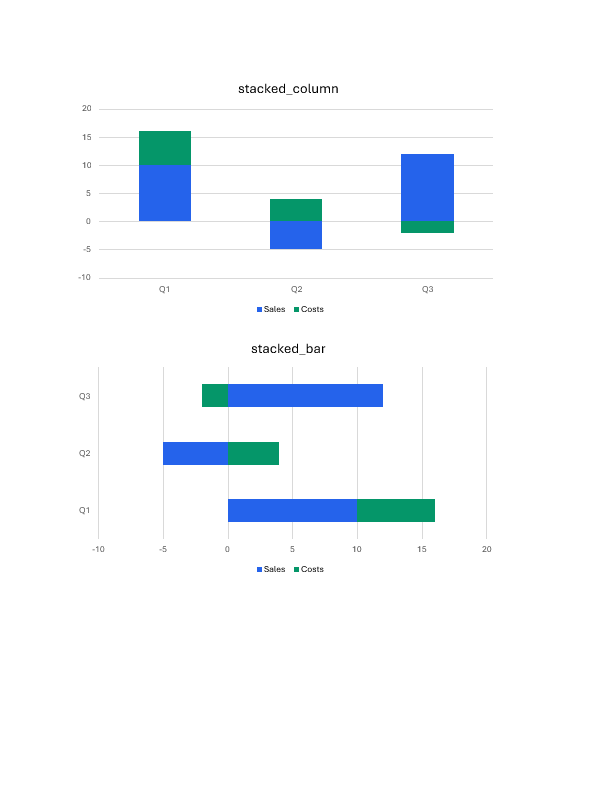 stacked_column
20
15
10
5
0
-5
-10
Q1 Q2 Q3
Sales Costs
stacked_bar
Q3
Q2
Q1
-10 -5 0 5 10 15 20
Sales Costs